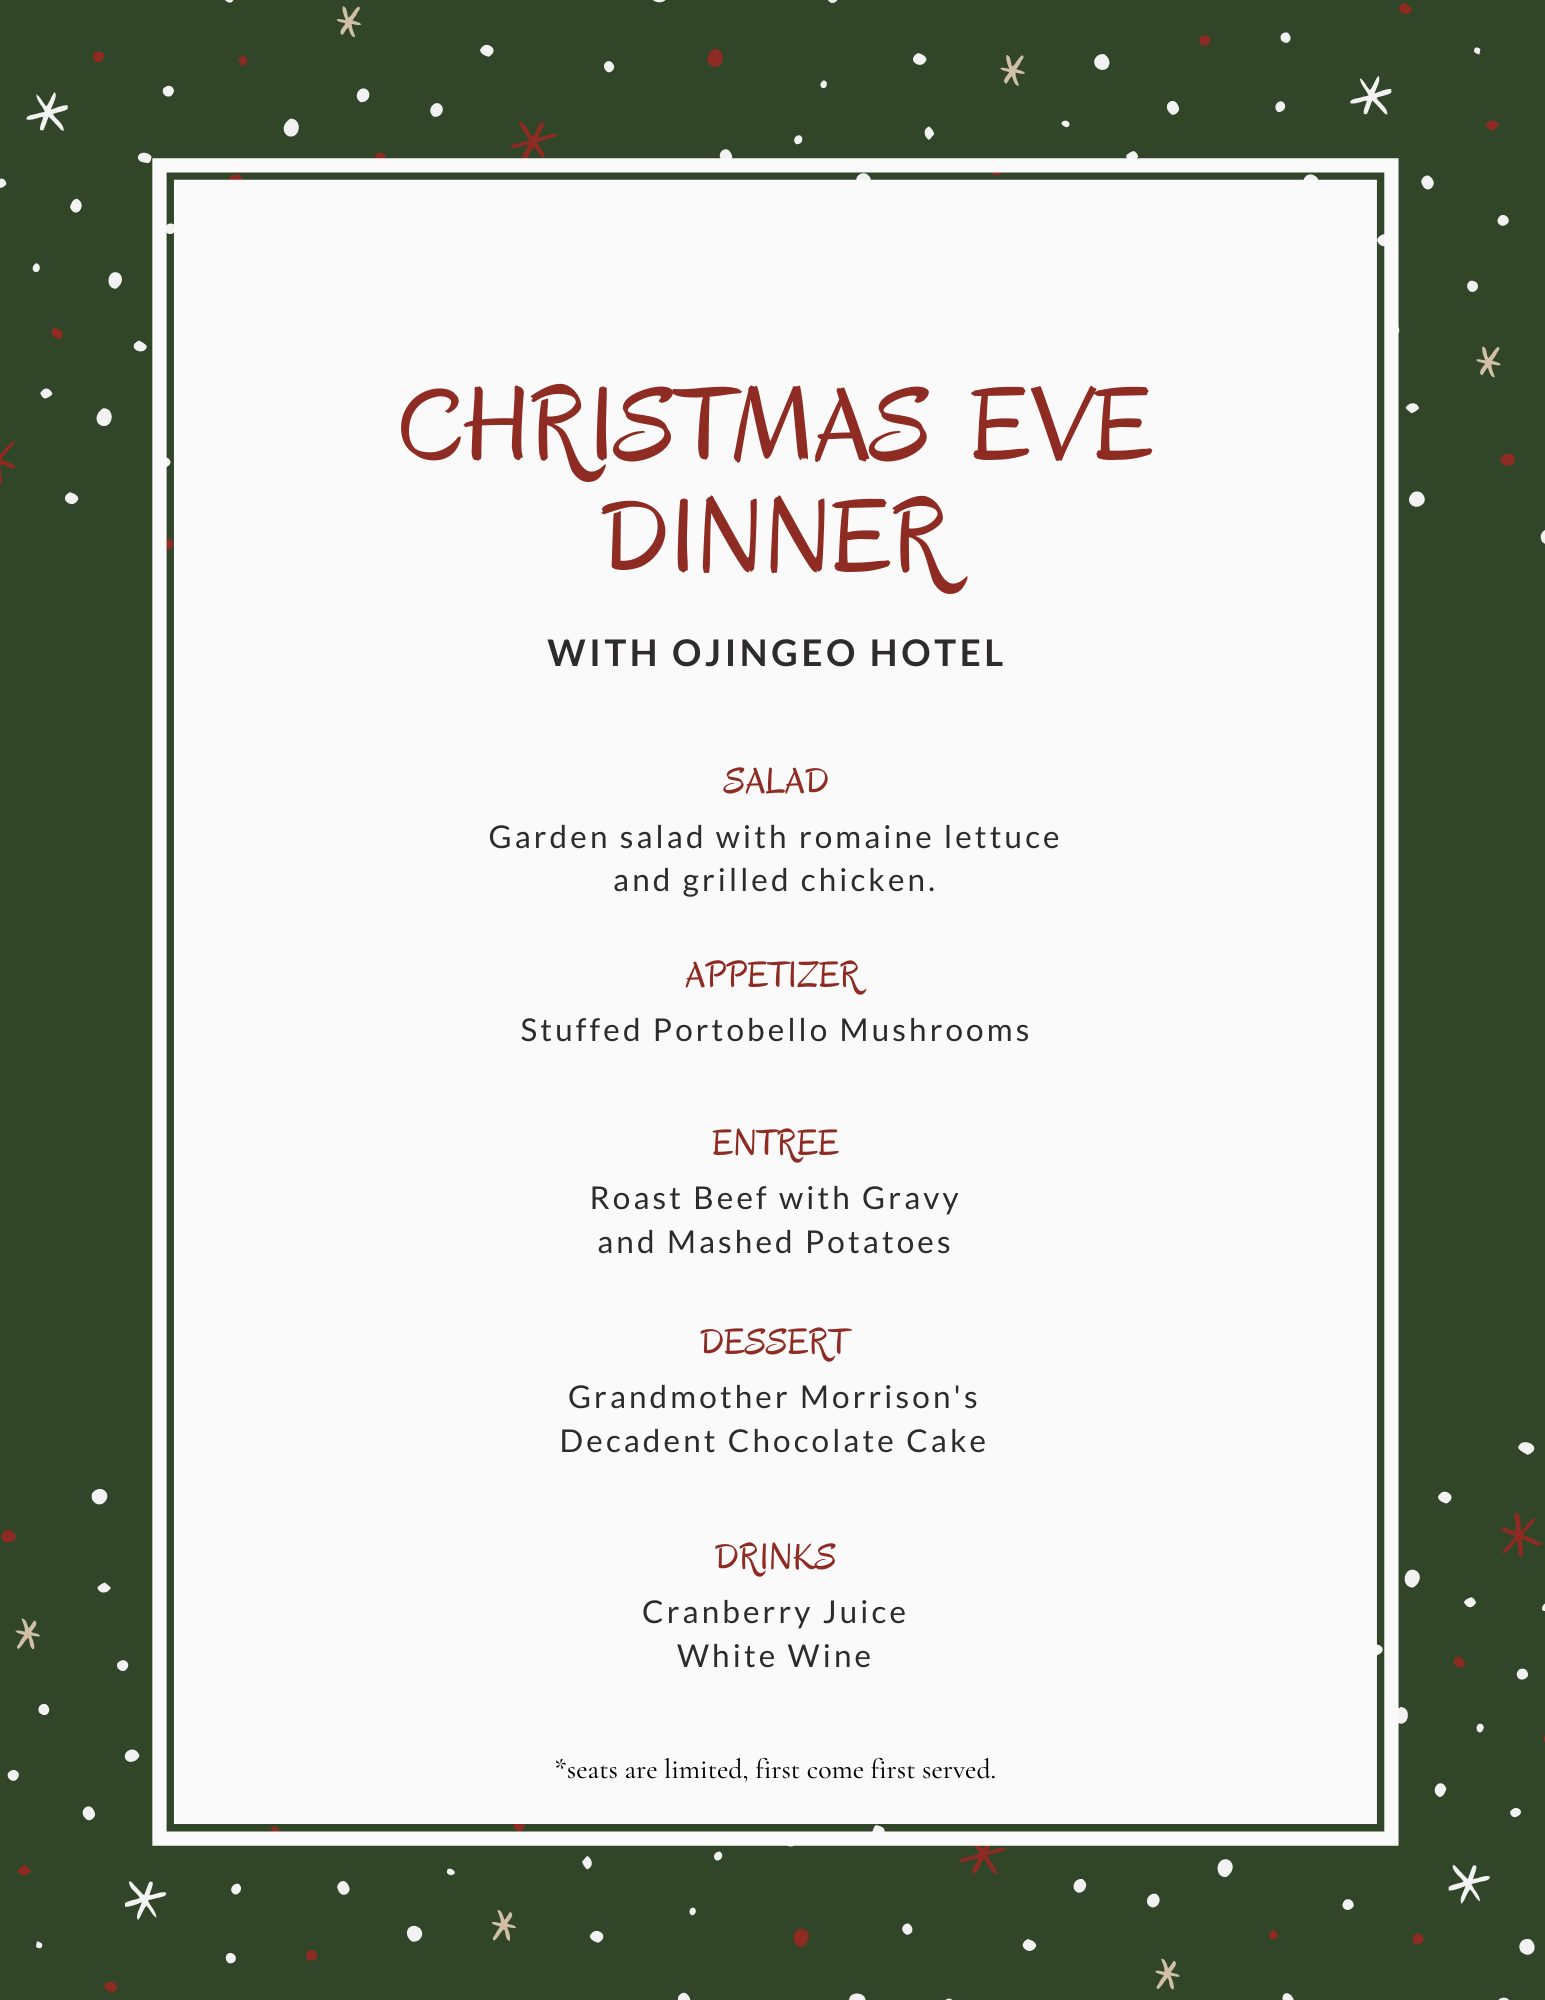 CHRISTMAS EVE
DINNER
WITH OJINGEO HOTEL
SALAD
Garden salad with romaine lettuce
and grilled chicken.
APPETIZER
Stuffed Portobello Mushrooms
ENTREE
Roast Beef with Gravy
and Mashed Potatoes
DESSERT
Grandmother Morrison's
Decadent Chocolate Cake
DRINKS
Cranberry Juice
White Wine
*seats are limited, first come first served.